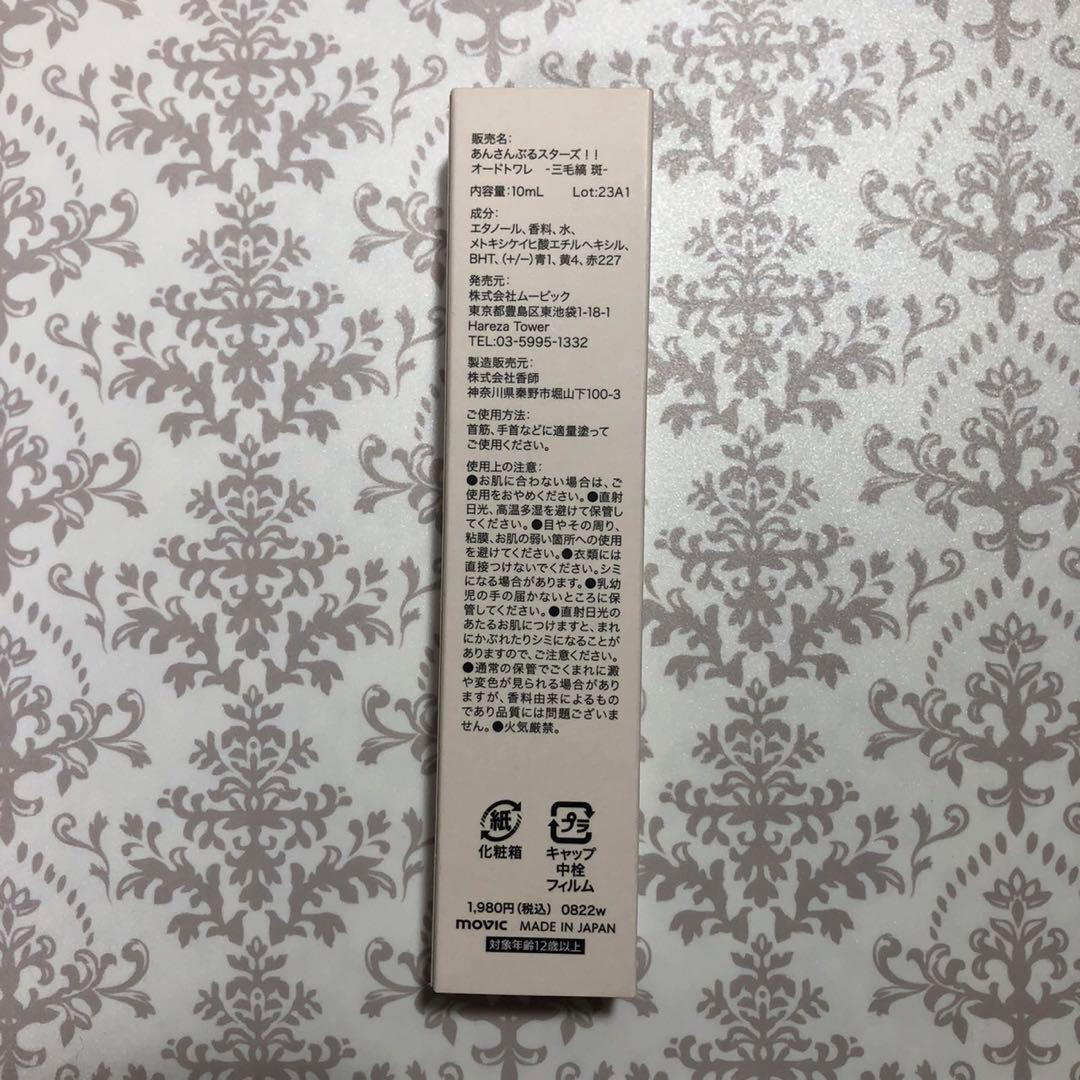 販売名:
あんさんぶるスターズ！！
オードトワレ -三毛縞 斑-
内容量:10mL Lot:23A1
成分:
エタノール、香料、水、
メトキシケイヒ酸エチルヘキシル、
BHT、(+/−)青1、黄4、赤227
発売元:
株式会社ムービック
東京都豊島区東池袋1-18-1
Hareza Tower
TEL:03-5995-1332
製造販売元:
株式会社香師
神奈川県秦野市堀山下100-3
ご使用方法:
首筋、手首などに適量塗って
ご使用ください。
使用上の注意:
●お肌に合わない場合は、ご
使用をおやめください。●直射
日光、高温多湿を避けて保管し
てください。●目やその周り、
粘膜、お肌の弱い箇所への使用
を避けてください。●衣類には
直接つけないでください。シミ
になる場合があります。●乳幼
児の手の届かないところに保
管してください。●直射日光の
あたるお肌につけますと、まれ
にかぶれたりシミになることが
ありますので、ご注意ください。
●通常の保管でごくまれに澱
や変色が見られる場合があり
ますが、香料由来によるもの
であり品質には問題ございま
せん。●火気厳禁。
紙 プラ
化粧箱 キャップ
中栓
フィルム
1,980円(税込) 0822w
movic MADE IN JAPAN
対象年齢12歳以上